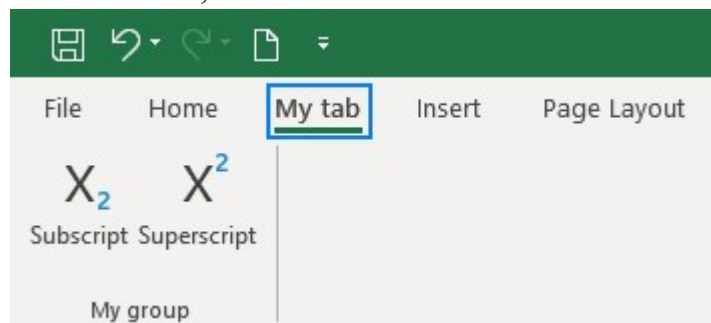 File Home My tab Insert Page Layout
X₂ X²
Subscript Superscript
My group